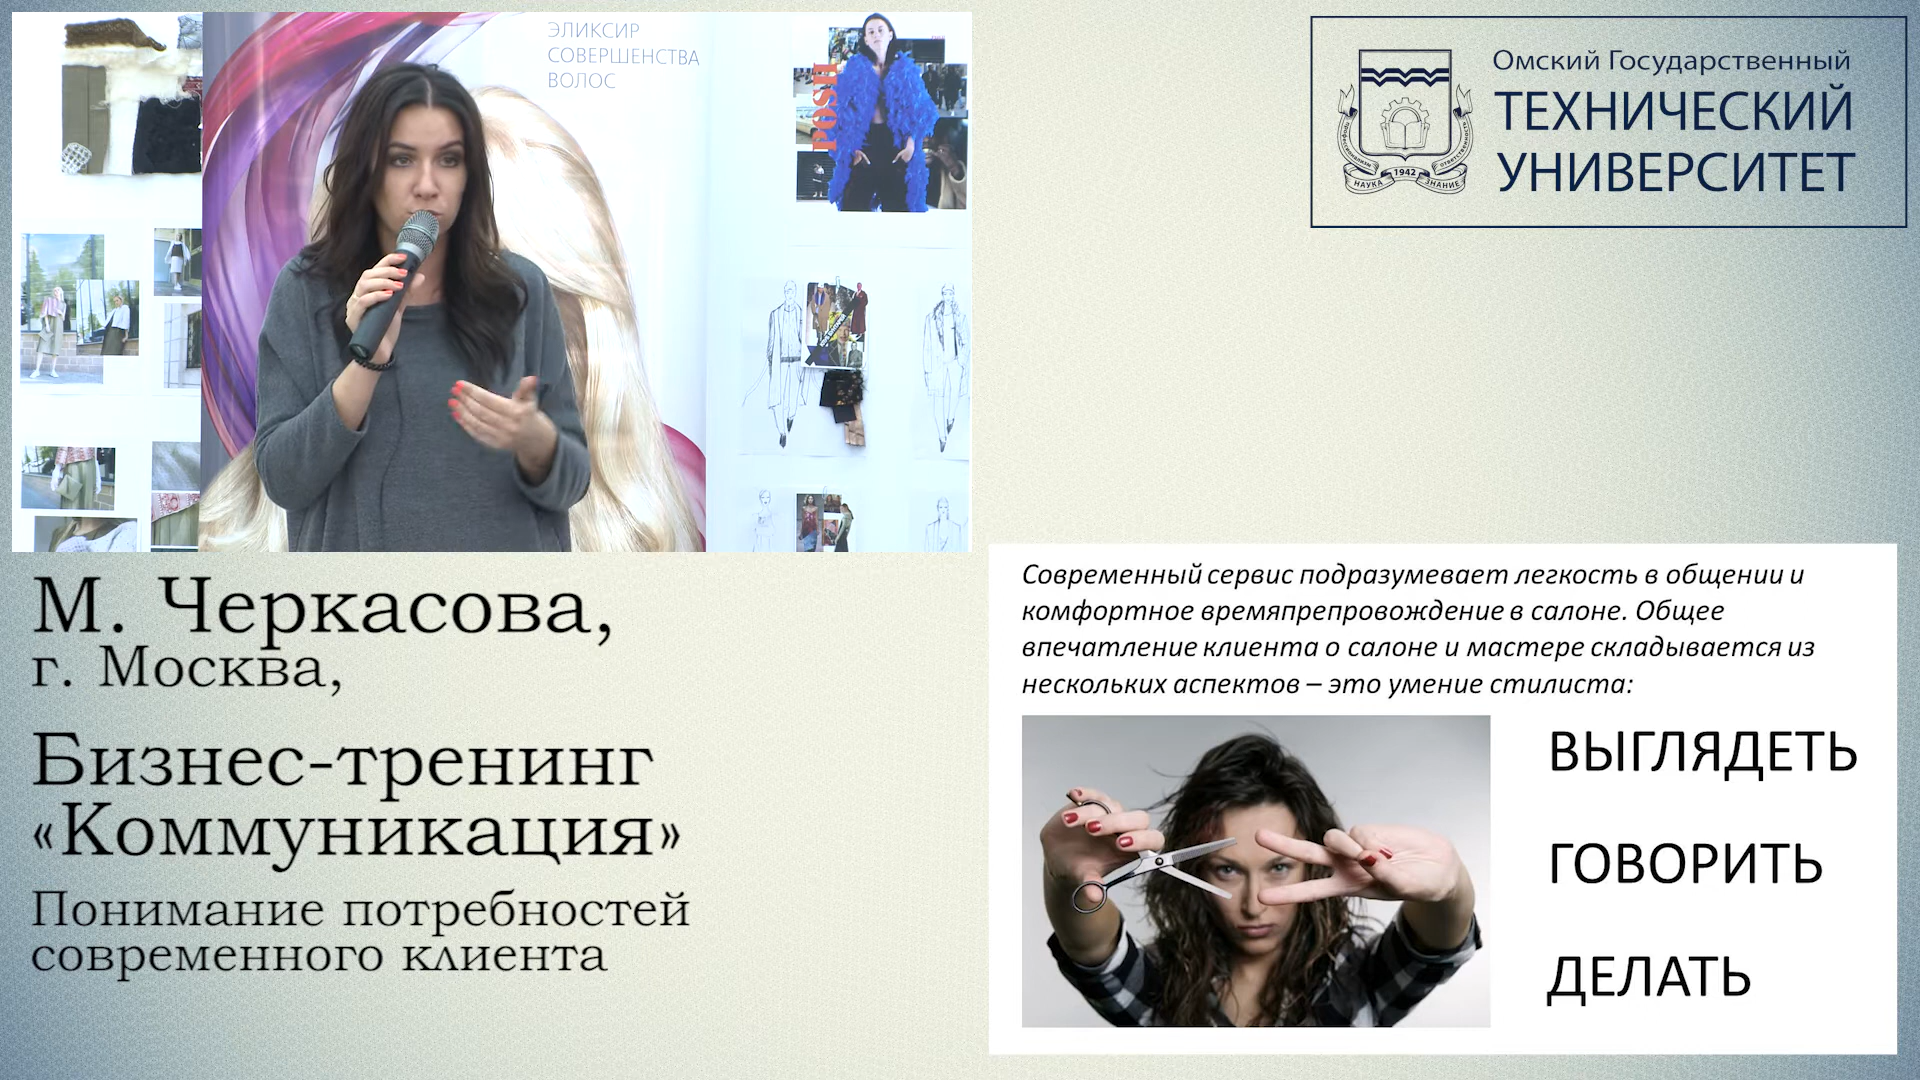 ЭЛИКСИР
СОВЕРШЕНСТВА
ВОЛОС
POSH
Омский Государственный
ТЕХНИЧЕСКИЙ
УНИВЕРСИТЕТ
профессионализм
ответственность
НАУКА
1942
ЗНАНИЕ
М. Черкасова,
г. Москва,
Бизнес-тренинг
«Коммуникация»
Понимание потребностей
современного клиента
Современный сервис подразумевает легкость в общении и
комфортное времяпрепровождение в салоне. Общее
впечатление клиента о салоне и мастере складывается из
нескольких аспектов – это умение стилиста:
ВЫГЛЯДЕТЬ
ГОВОРИТЬ
ДЕЛАТЬ